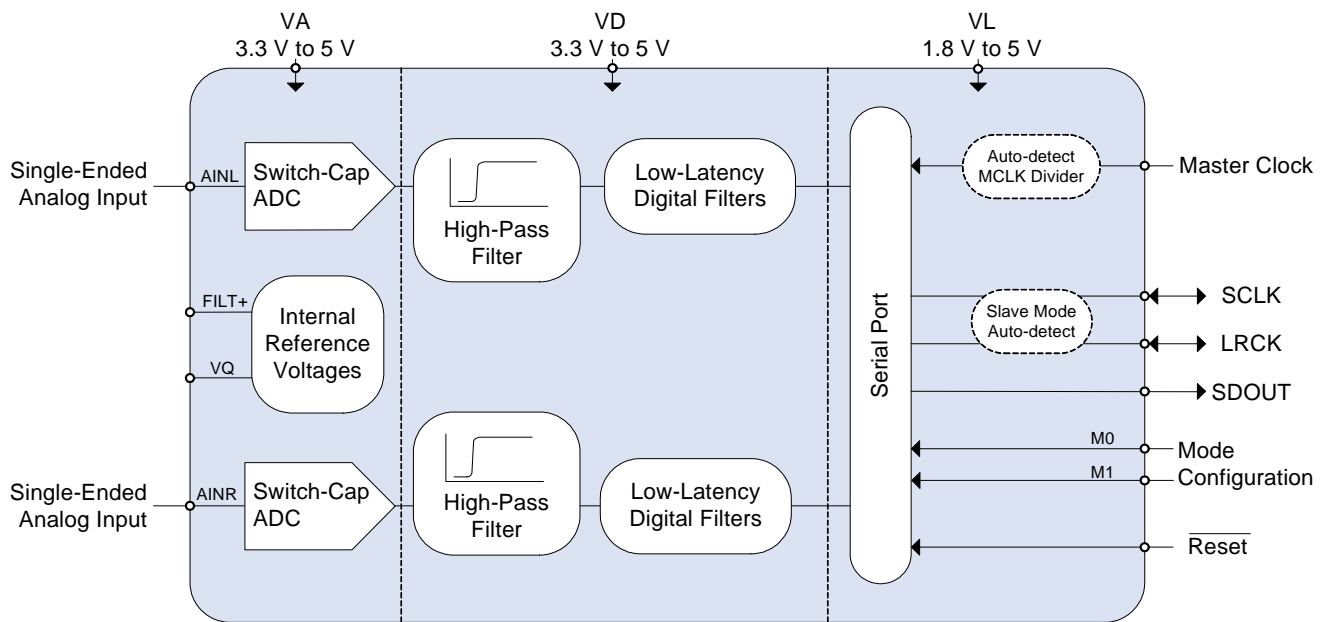 VA
3.3 V to 5 V
VD
3.3 V to 5 V
VL
1.8 V to 5 V
Single-Ended
Analog Input
AINL
Switch-Cap
ADC
High-Pass
Filter
Low-Latency
Digital Filters
Auto-detect
MCLK Divider
Master Clock
FILT+
VQ
Internal
Reference
Voltages
Serial Port
Slave Mode
Auto-detect
SCLK
LRCK
SDOUT
Single-Ended
Analog Input
AINR
Switch-Cap
ADC
High-Pass
Filter
Low-Latency
Digital Filters
M0
M1
Mode
Configuration
Reset